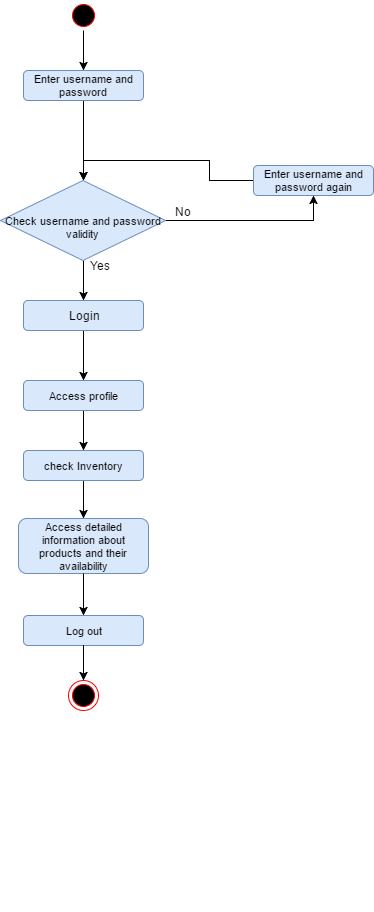 Enter username and
password
Enter username and
password again
Check username and password
validity
No
Yes
Login
Access profile
check Inventory
Access detailed
information about
products and their
availability
Log out